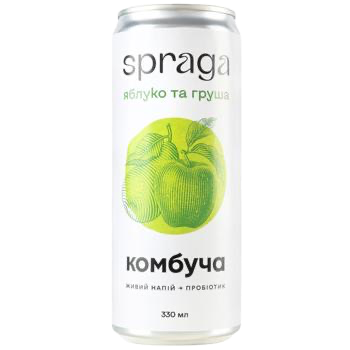 spraga
яблуко та груша
комбуча
живий напій → пробіотик
330 мл